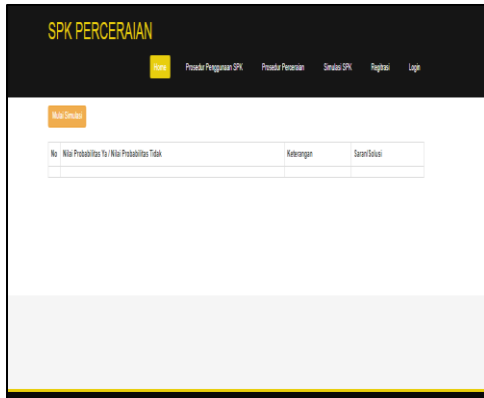 SPK PERCERAIAN
Home Prosedur Penggunaan SPK Prosedur Perceraian Simulasi SPK Regitrasi Login
Mulai Simulasi
No Nilai Probabilitas Ya / Nilai Probabilitas Tidak Keterangan Saran/Solusi